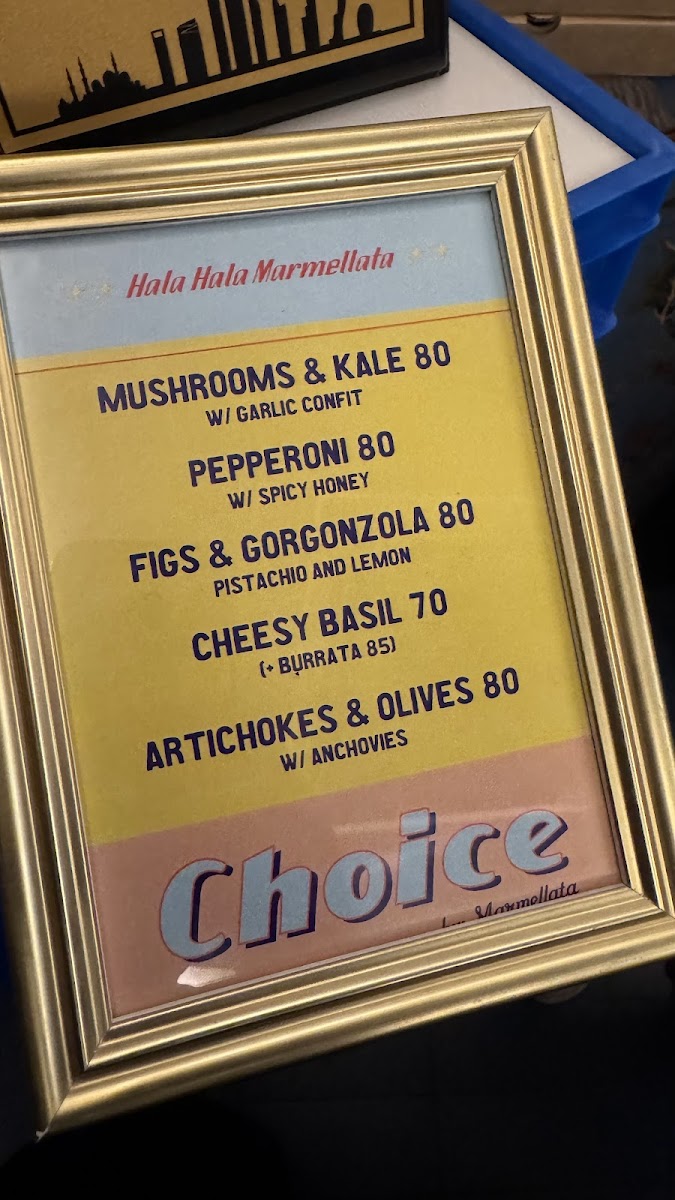 Hala Hala Marmellata
MUSHROOMS & KALE 80
W/ GARLIC CONFIT
PEPPERONI 80
W/ SPICY HONEY
FIGS & GORGONZOLA 80
PISTACHIO AND LEMON
CHEESY BASIL 70
(+ BURRATA 85)
ARTICHOKES & OLIVES 80
W/ ANCHOVIES
Choice
by Marmellata